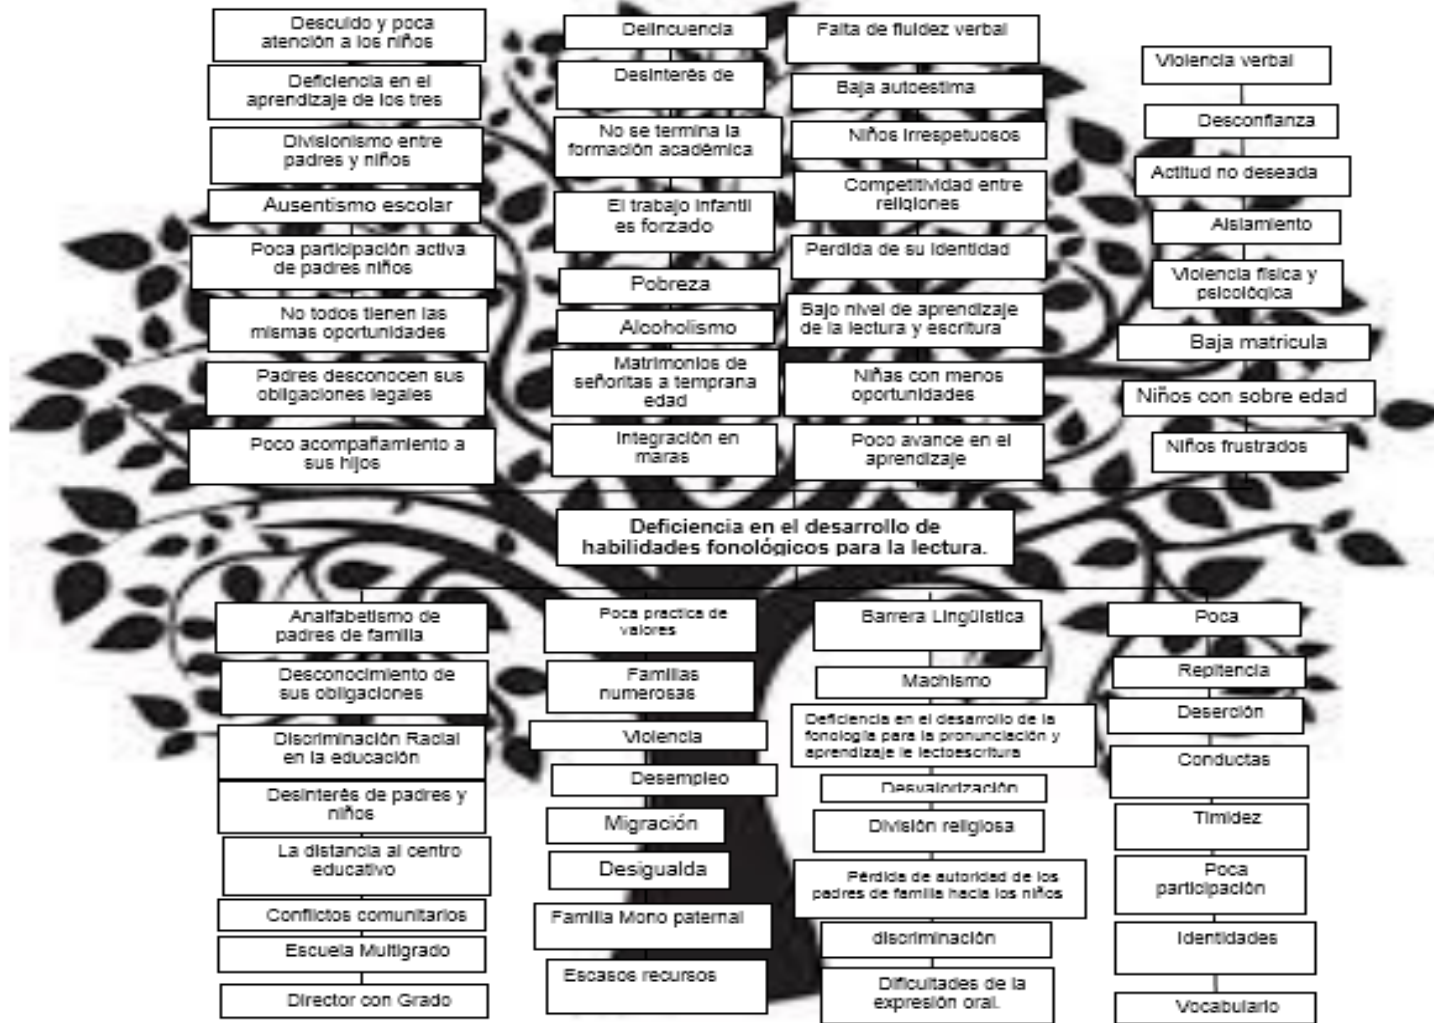 Descuido y poca
atención a los niños
Deficiencia en el
aprendizaje de los tres
Divisionismo entre
padres y niños
Ausentismo escolar
Poca participación activa
de padres niños
No todos tienen las
mismas oportunidades
Padres desconocen sus
obligaciones legales
Poco acompañamiento a
sus hijos
Delincuencia
Desinterés de
No se termina la
formación académica
El trabajo infantil
es forzado
Pobreza
Alcoholismo
Matrimonios de
señoritas a temprana
edad
Integración en
maras
Falta de fluidez verbal
Baja autoestima
Niños irrespetuosos
Competitividad entre
religiones
Perdida de su identidad
Bajo nivel de aprendizaje
de la lectura y escritura
Niñas con menos
oportunidades
Poco avance en el
aprendizaje
Violencia verbal
Desconfianza
Actitud no deseada
Aislamiento
Violencia física y
psicológica
Baja matricula
Niños con sobre edad
Niños frustrados
Deficiencia en el desarrollo de
habilidades fonológicos para la lectura.
Analfabetismo de
padres de familia
Desconocimiento de
sus obligaciones
Discriminación Racial
en la educación
Desinterés de padres y
niños
La distancia al centro
educativo
Conflictos comunitarios
Escuela Multigrado
Director con Grado
Poca practica de
valores
Familias
numerosas
Violencia
Desempleo
Migración
Desigualda
Familia Mono paternal
Escasos recursos
Barrera Lingüística
Machismo
Deficiencia en el desarrollo de la
fonología para la pronunciación y
aprendizaje le lectoescritura
Desvalorización
División religiosa
Pérdida de autoridad de los
padres de familia hacia los niños
discriminación
Dificultades de la
expresión oral.
Poca
Repitencia
Deserción
Conductas
Timidez
Poca
participación
Identidades
Vocabulario